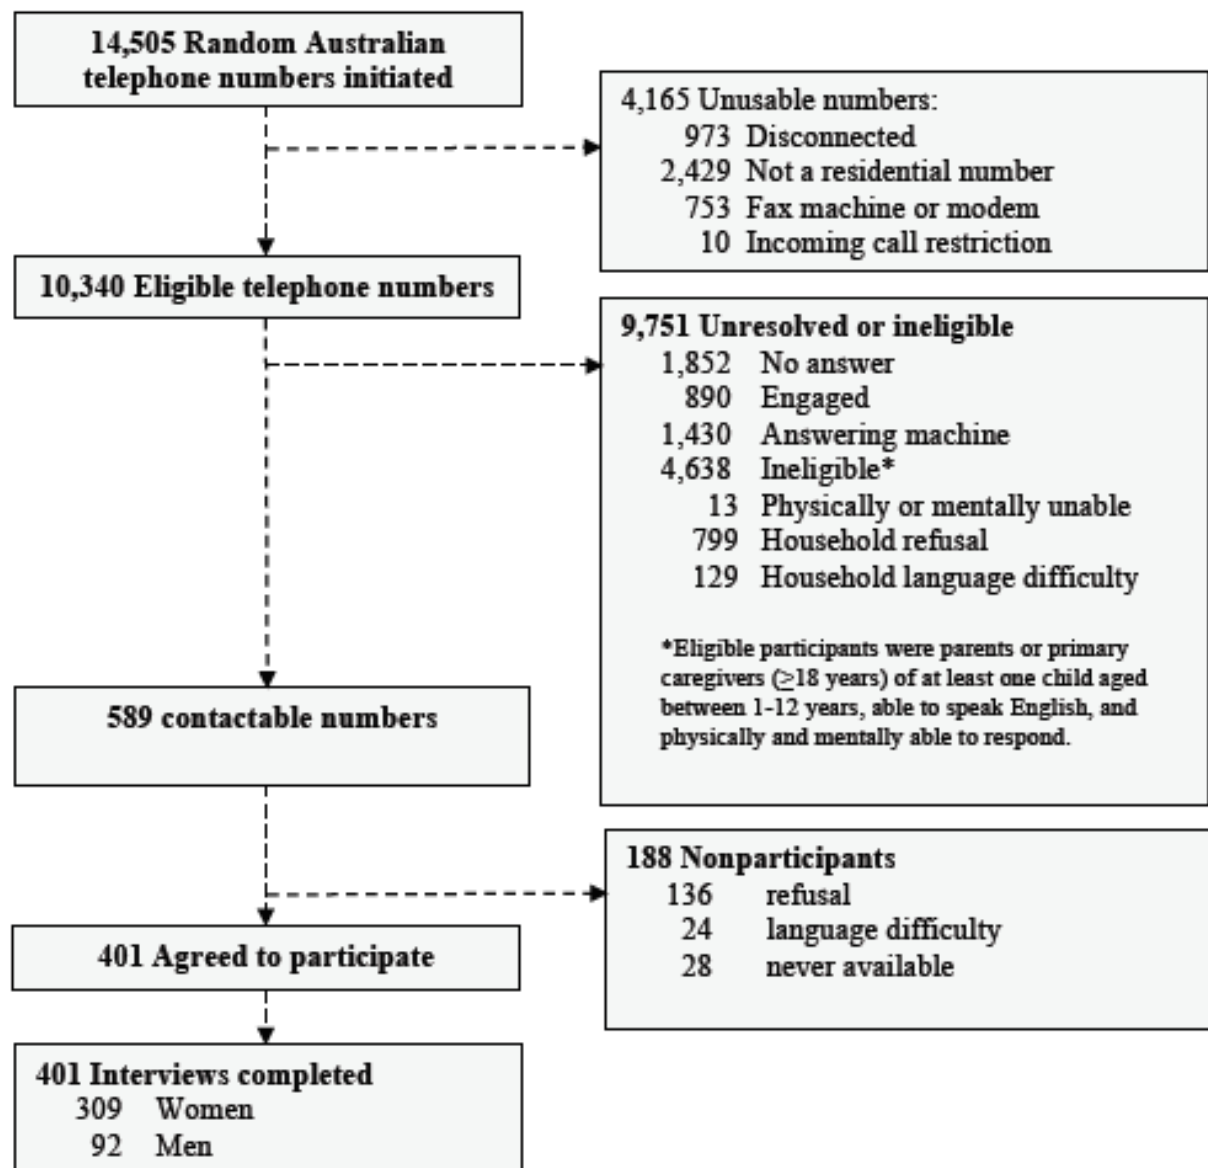 14,505 Random Australian
telephone numbers initiated
4,165 Unusable numbers:
973 Disconnected
2,429 Not a residential number
753 Fax machine or modem
10 Incoming call restriction
10,340 Eligible telephone numbers
9,751 Unresolved or ineligible
1,852 No answer
890 Engaged
1,430 Answering machine
4,638 Ineligible*
13 Physically or mentally unable
799 Household refusal
129 Household language difficulty
*Eligible participants were parents or primary
caregivers (≥18 years) of at least one child aged
between 1-12 years, able to speak English, and
physically and mentally able to respond.
589 contactable numbers
188 Nonparticipants
136 refusal
24 language difficulty
28 never available
401 Agreed to participate
401 Interviews completed
309 Women
92 Men